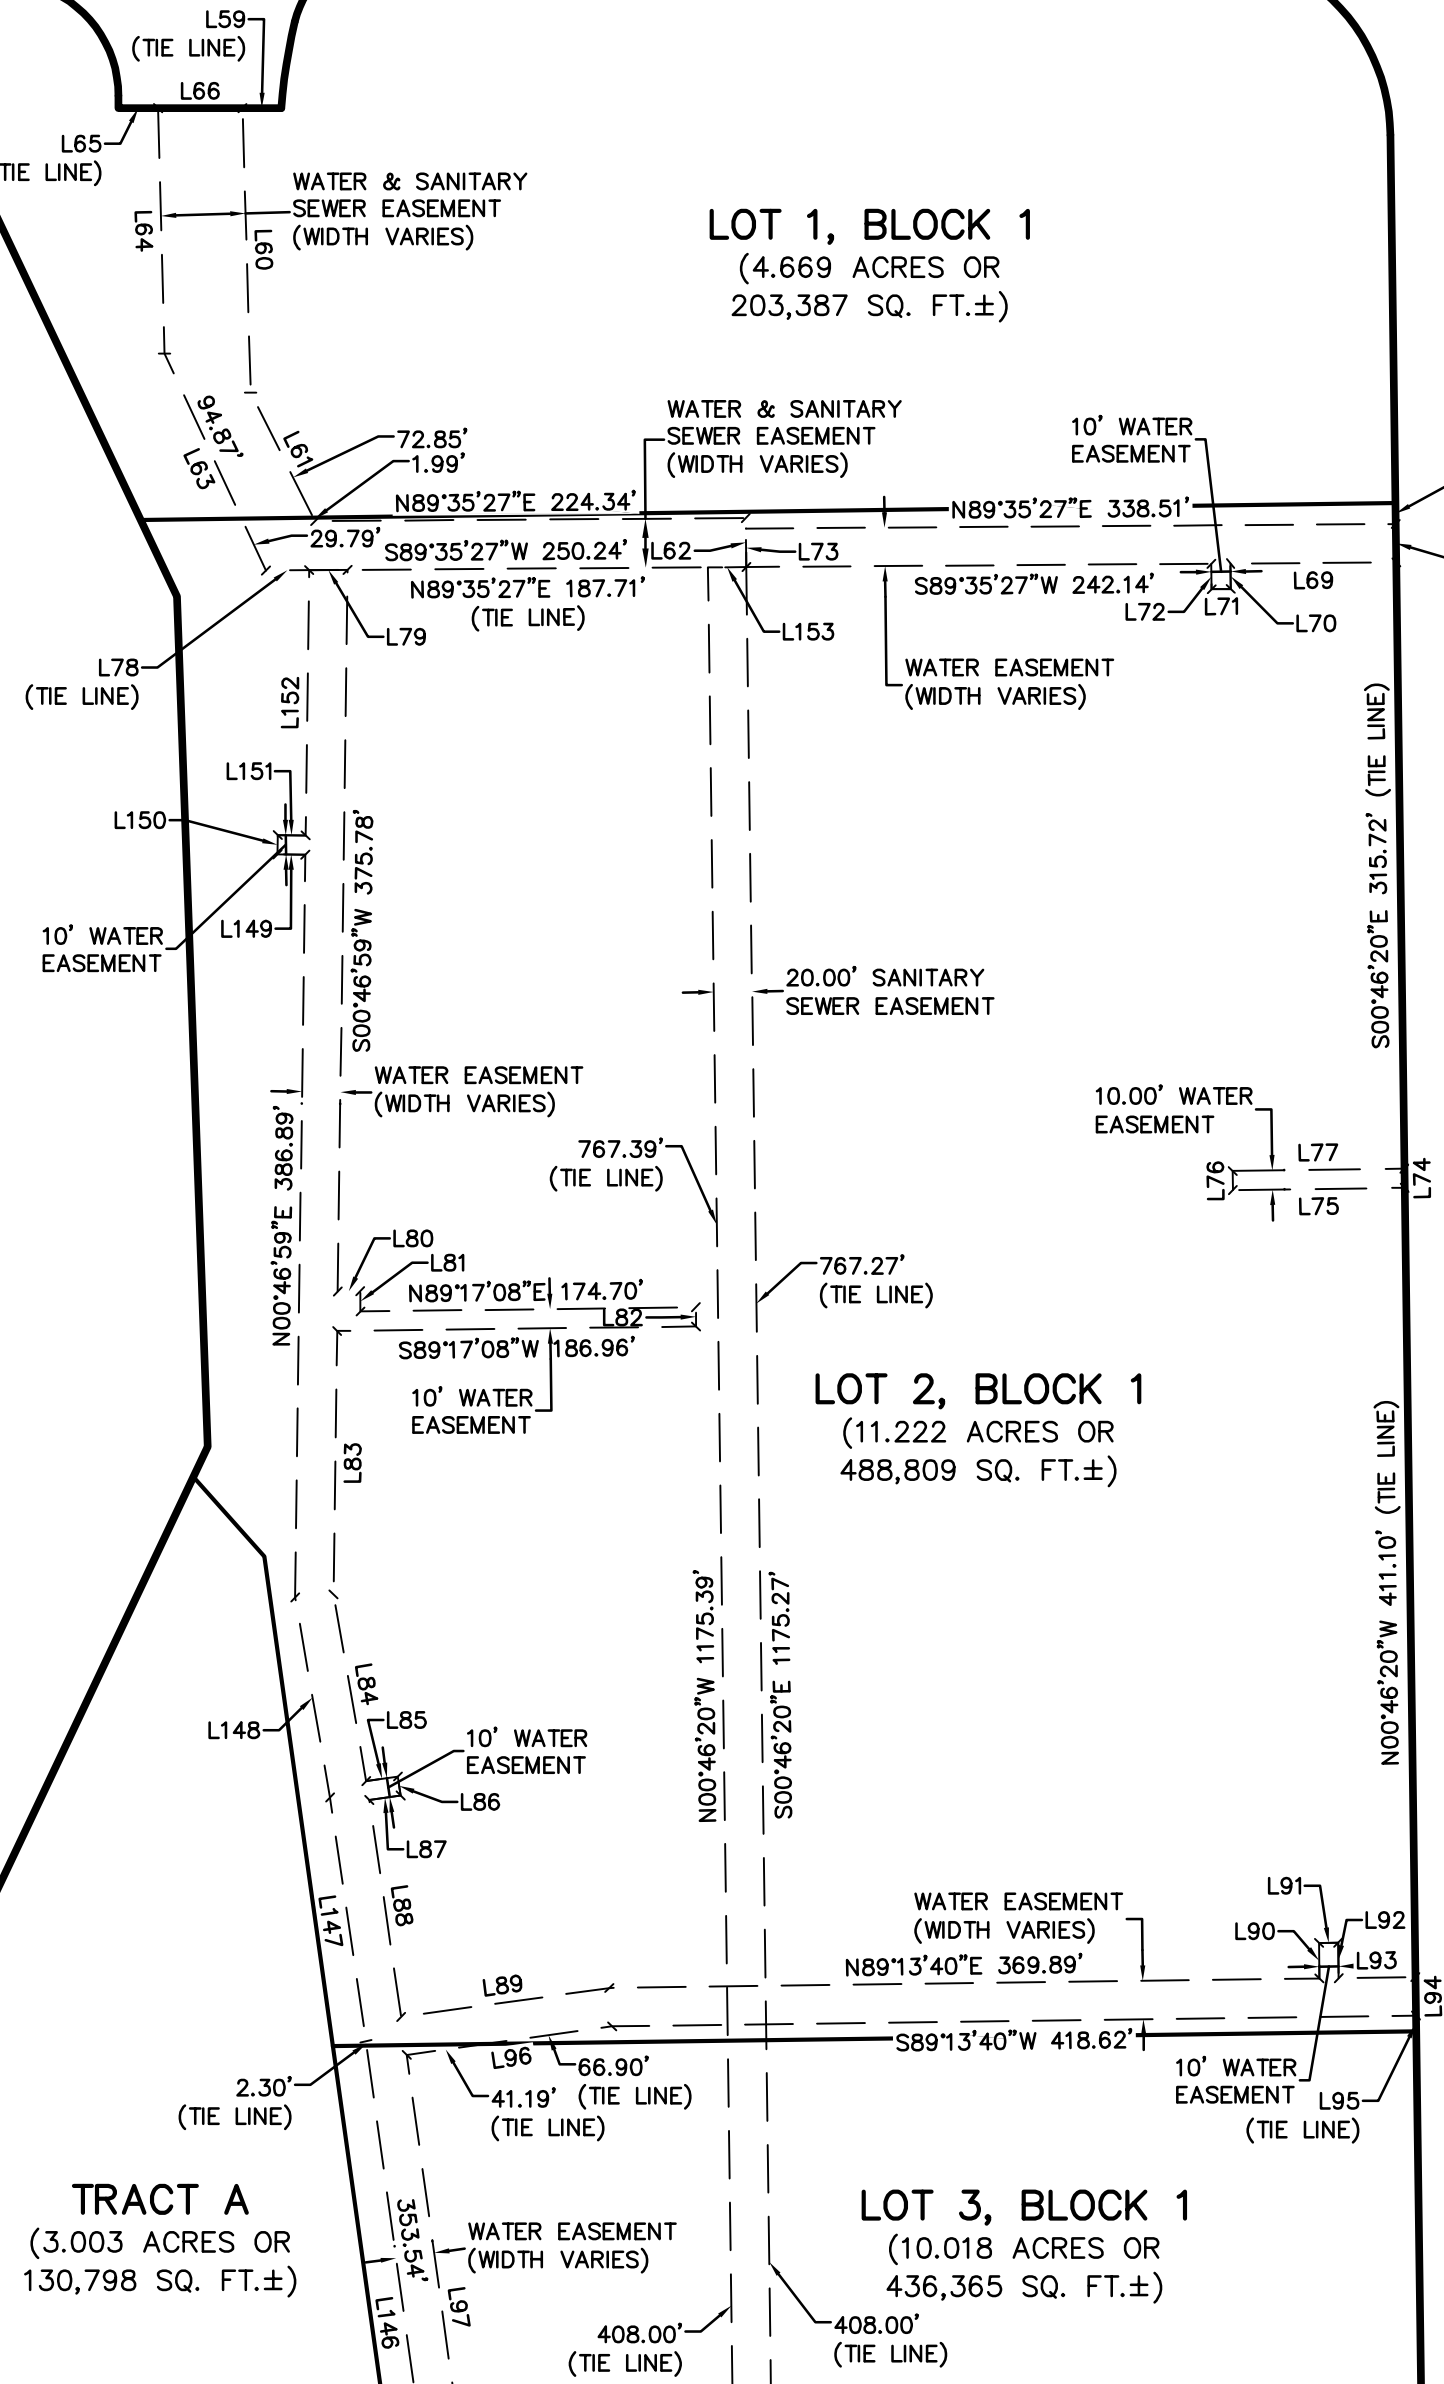 L59
(TIE LINE)
L66
L65
TIE LINE)
L64
L60
WATER & SANITARY
SEWER EASEMENT
(WIDTH VARIES)
LOT 1, BLOCK 1
(4.669 ACRES OR
203,387 SQ. FT.±)
94.87'
L63
L61
72.85'
1.99'
WATER & SANITARY
SEWER EASEMENT
(WIDTH VARIES)
10' WATER
EASEMENT
N89°35'27"E 224.34'
N89°35'27"E 338.51'
29.79'
S89°35'27"W 250.24'
L62
L73
N89°35'27"E 187.71'
(TIE LINE)
S89°35'27"W 242.14'
L69
L72
L71
L70
L79
L153
L78
(TIE LINE)
WATER EASEMENT
(WIDTH VARIES)
L152
S00°46'20"E 315.72' (TIE LINE)
L151
L150
S00°46'59"W 375.78'
L149
10' WATER
EASEMENT
20.00' SANITARY
SEWER EASEMENT
WATER EASEMENT
(WIDTH VARIES)
N00°46'59"E 386.89'
10.00' WATER
EASEMENT
767.39'
(TIE LINE)
L77
L76
L74
L75
L80
L81
767.27'
(TIE LINE)
N89°17'08"E 174.70'
L82
S89°17'08"W 186.96'
10' WATER
EASEMENT
LOT 2, BLOCK 1
(11.222 ACRES OR
488,809 SQ. FT.±)
L83
N00°46'20"W 411.10' (TIE LINE)
N00°46'20"W 1175.39'
S00°46'20"E 1175.27'
L84
L148
L85
10' WATER
EASEMENT
L86
L87
L88
L147
WATER EASEMENT
(WIDTH VARIES)
L91
L90
L92
L93
L94
L89
N89°13'40"E 369.89'
S89°13'40"W 418.62'
L96
66.90'
(TIE LINE)
41.19'
(TIE LINE)
2.30'
(TIE LINE)
10' WATER
EASEMENT
L95
(TIE LINE)
TRACT A
(3.003 ACRES OR
130,798 SQ. FT.±)
353.54'
WATER EASEMENT
(WIDTH VARIES)
L97
L146
LOT 3, BLOCK 1
(10.018 ACRES OR
436,365 SQ. FT.±)
408.00'
(TIE LINE)
408.00'
(TIE LINE)